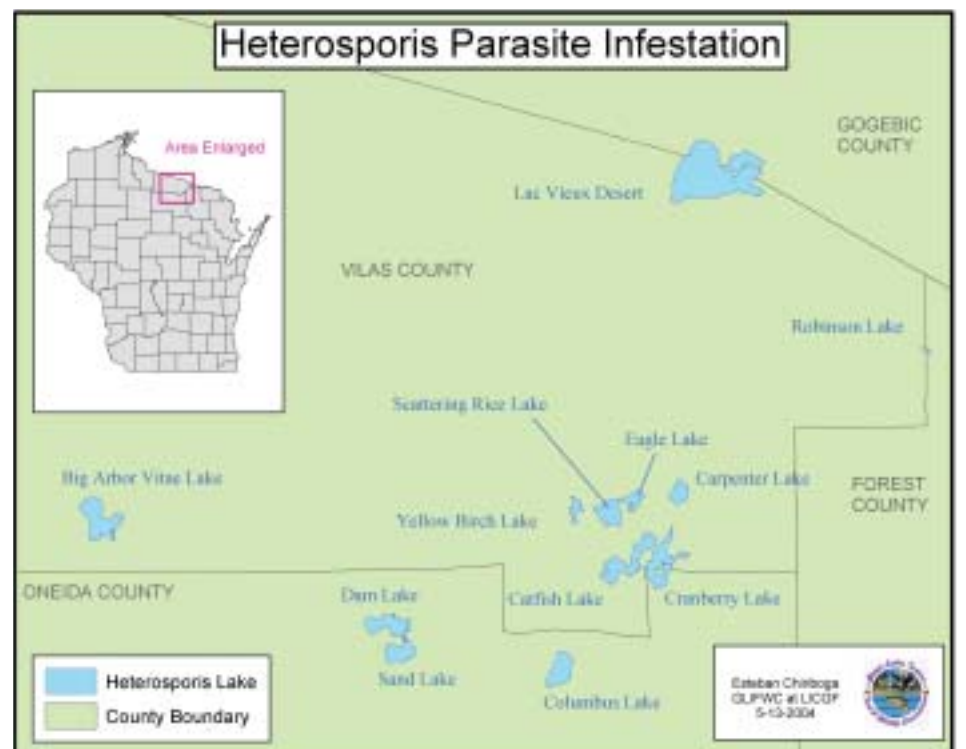 Heterosporis Parasite Infestation
Area Enlarged
GOGEBIC
COUNTY
Lac Vieux Desert
VILAS COUNTY
Robinson Lake
Scattering Rice Lake
Eagle Lake
Big Arbor Vitae Lake
Carpenter Lake
FOREST
COUNTY
Yellow Birch Lake
ONEIDA COUNTY
Dam Lake
Catfish Lake
Cranberry Lake
Sand Lake
Columbus Lake
Heterosporis Lake
County Boundary
Esteban Chiriboga
GLIFWC at LICGF
5-13-2004